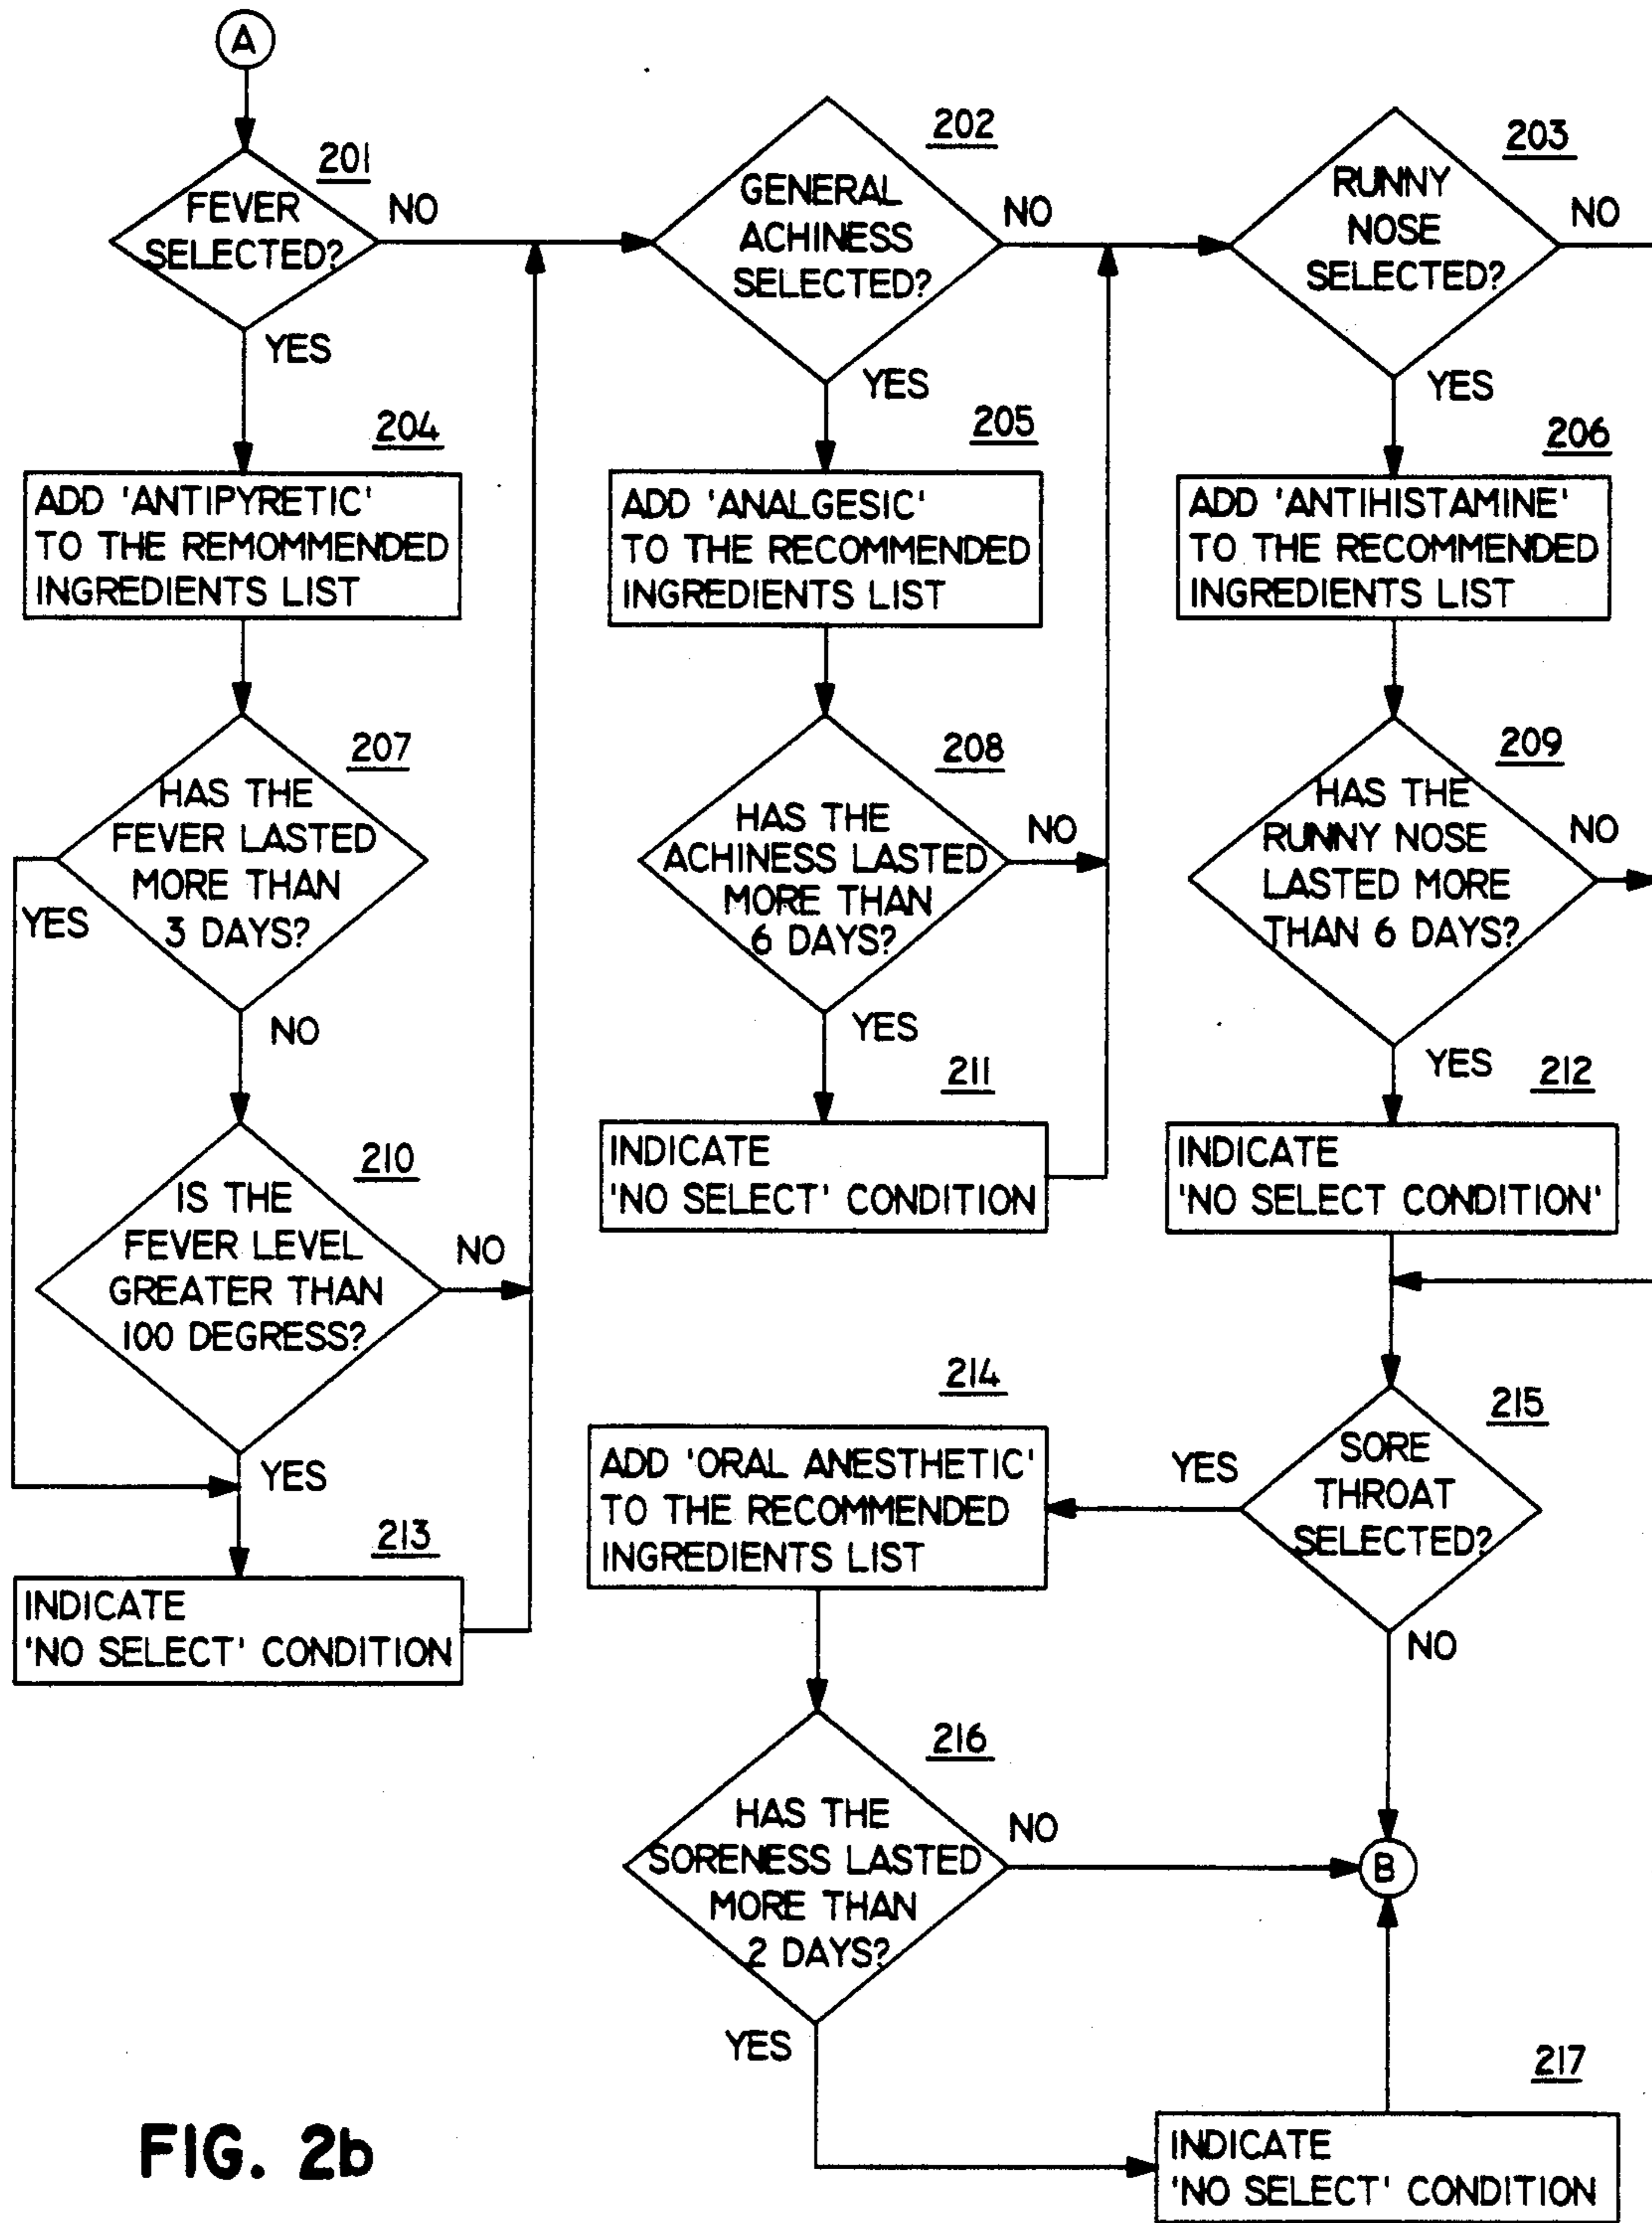 A
201
FEVER
SELECTED?
NO
YES
204
ADD 'ANTIPYRETIC'
TO THE REMOMMENDED
INGREDIENTS LIST
207
HAS THE
FEVER LASTED
MORE THAN
3 DAYS?
YES
NO
210
IS THE
FEVER LEVEL
GREATER THAN
100 DEGRESS?
NO
YES
213
INDICATE
'NO SELECT' CONDITION
202
GENERAL
ACHINESS
SELECTED?
NO
YES
205
ADD 'ANALGESIC'
TO THE RECOMMENDED
INGREDIENTS LIST
208
HAS THE
ACHINESS LASTED
MORE THAN
6 DAYS?
NO
YES
211
INDICATE
'NO SELECT' CONDITION
203
RUNNY
NOSE
SELECTED?
NO
YES
206
ADD 'ANTIHISTAMINE'
TO THE RECOMMENDED
INGREDIENTS LIST
209
HAS THE
RUNNY NOSE
LASTED MORE
THAN 6 DAYS?
NO
YES
212
INDICATE
'NO SELECT CONDITION'
215
SORE
THROAT
SELECTED?
YES
NO
214
ADD 'ORAL ANESTHETIC'
TO THE RECOMMENDED
INGREDIENTS LIST
216
HAS THE
SORENESS LASTED
MORE THAN
2 DAYS?
NO
YES
B
217
INDICATE
'NO SELECT' CONDITION
FIG. 2b